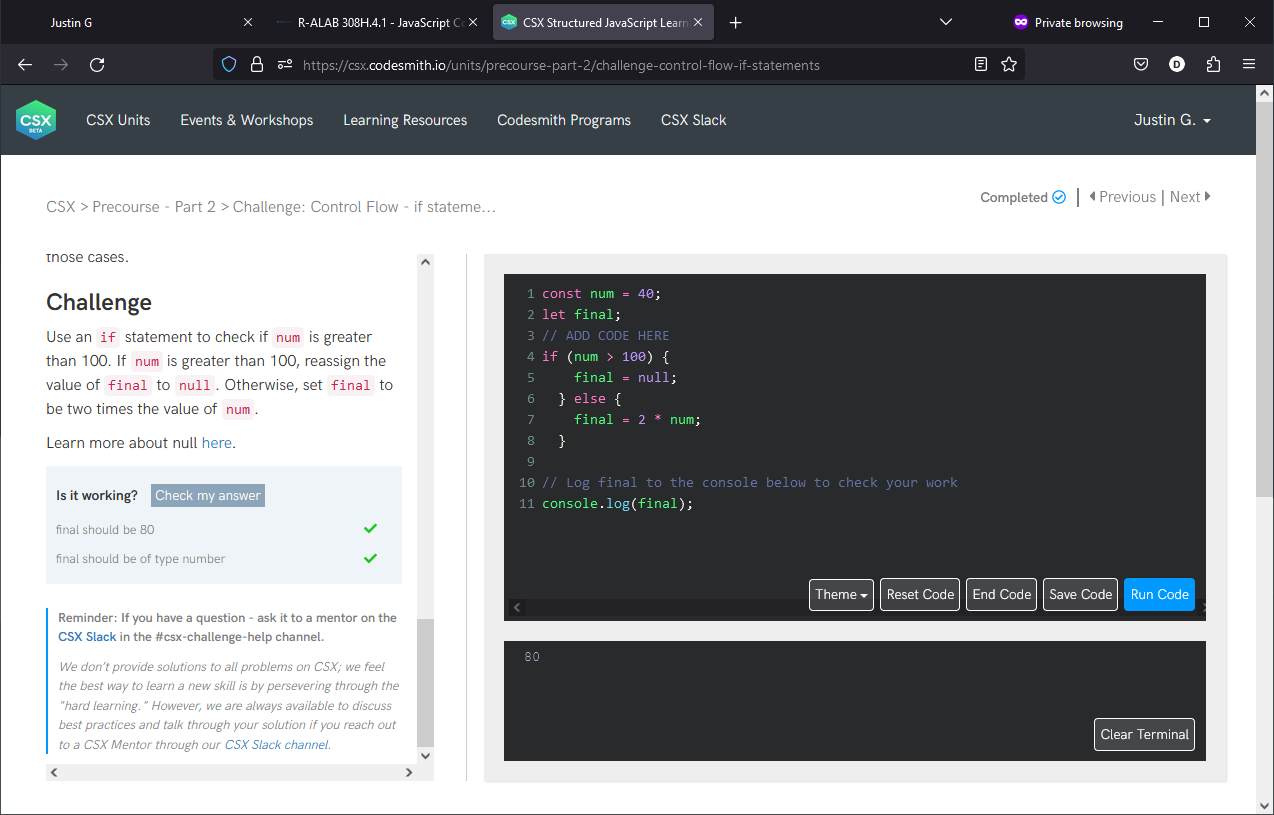 Justin G
R-ALAB 308H.4.1 - JavaScript Co
CSX Structured JavaScript Learn
Private browsing
https://csx.codesmith.io/units/precourse-part-2/challenge-control-flow-if-statements
D
CSX
BETA
CSX Units
Events & Workshops
Learning Resources
Codesmith Programs
CSX Slack
Justin G.
CSX > Precourse - Part 2 > Challenge: Control Flow - if stateme...
Completed
Previous | Next
those cases.
Challenge
Use an if statement to check if num is greater
than 100. If num is greater than 100, reassign the
value of final to null. Otherwise, set final to
be two times the value of num.
Learn more about null here.
Is it working? Check my answer
final should be 80
final should be of type number
Reminder: If you have a question - ask it to a mentor on the
CSX Slack in the #csx-challenge-help channel.
We don't provide solutions to all problems on CSX; we feel
the best way to learn a new skill is by persevering through the
"hard learning." However, we are always available to discuss
best practices and talk through your solution if you reach out
to a CSX Mentor through our CSX Slack channel.
1 const num = 40;
2 let final;
3 // ADD CODE HERE
4 if (num > 100) {
5     final = null;
6   } else {
7     final = 2 * num;
8   }
9
10 // Log final to the console below to check your work
11 console.log(final);
Theme
Reset Code
End Code
Save Code
Run Code
80
Clear Terminal